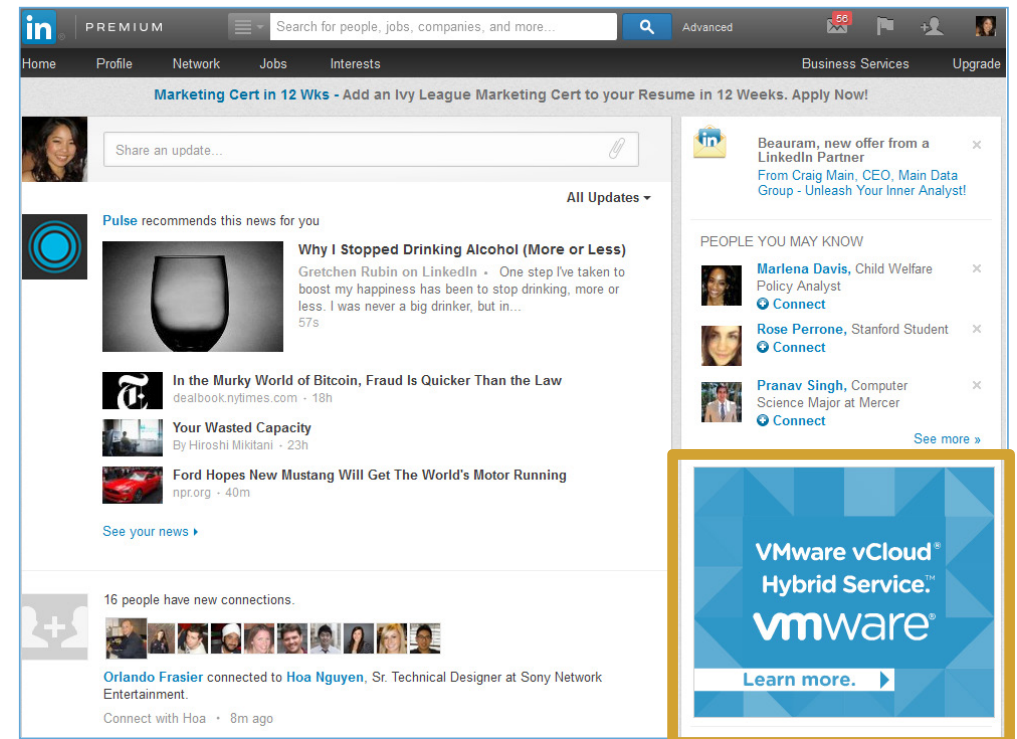 in PREMIUM Search for people, jobs, companies, and more... Advanced 56
Home Profile Network Jobs Interests Business Services Upgrade
Marketing Cert in 12 Wks - Add an Ivy League Marketing Cert to your Resume in 12 Weeks. Apply Now!
Share an update...
All Updates
Pulse recommends this news for you
Why I Stopped Drinking Alcohol (More or Less)
Gretchen Rubin on LinkedIn • One step I've taken to
boost my happiness has been to stop drinking, more or
less. I was never a big drinker, but in...
57s
In the Murky World of Bitcoin, Fraud Is Quicker Than the Law
dealbook.nytimes.com • 18h
Your Wasted Capacity
By Hiroshi Mikitani • 23h
Ford Hopes New Mustang Will Get The World's Motor Running
npr.org • 40m
See your news
16 people have new connections.
Orlando Frasier connected to Hoa Nguyen, Sr. Technical Designer at Sony Network
Entertainment.
Connect with Hoa • 8m ago
in
Beauram, new offer from a
LinkedIn Partner
From Craig Main, CEO, Main Data
Group - Unleash Your Inner Analyst!
PEOPLE YOU MAY KNOW
Marlena Davis, Child Welfare
Policy Analyst
Connect
Rose Perrone, Stanford Student
Connect
Pranav Singh, Computer
Science Major at Mercer
Connect
See more »
VMware vCloud®
Hybrid Service.™
vmware®
Learn more.